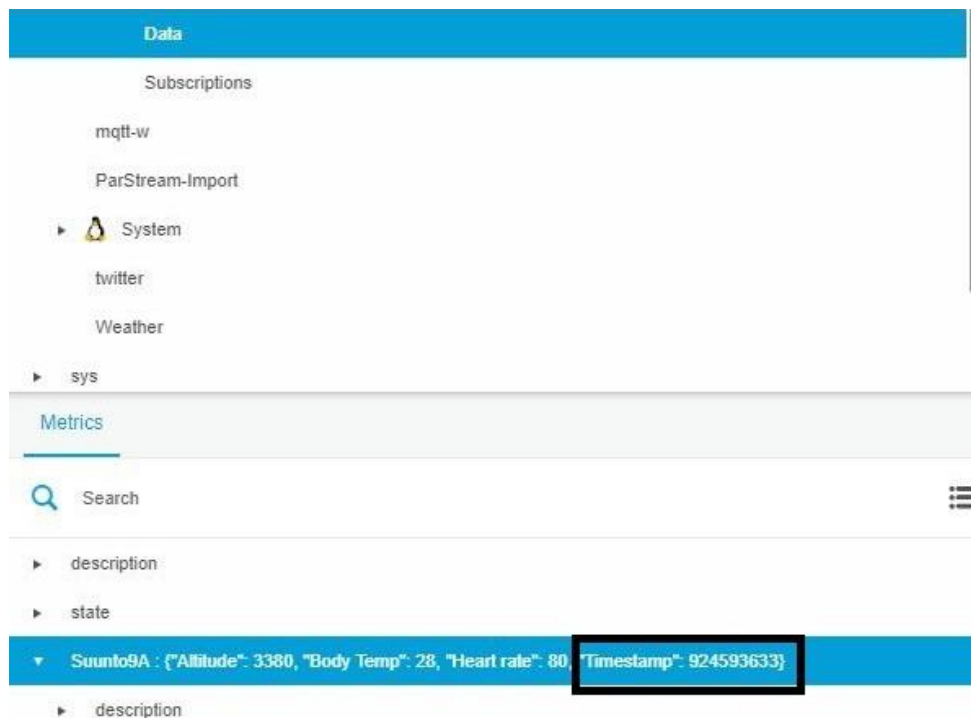 Data
Subscriptions
mqtt-w
ParStream-Import
System
twitter
Weather
sys
Metrics
Search
description
state
Suunto9A : {"Altitude": 3380, "Body Temp": 28, "Heart rate": 80, "Timestamp": 924593633}
description